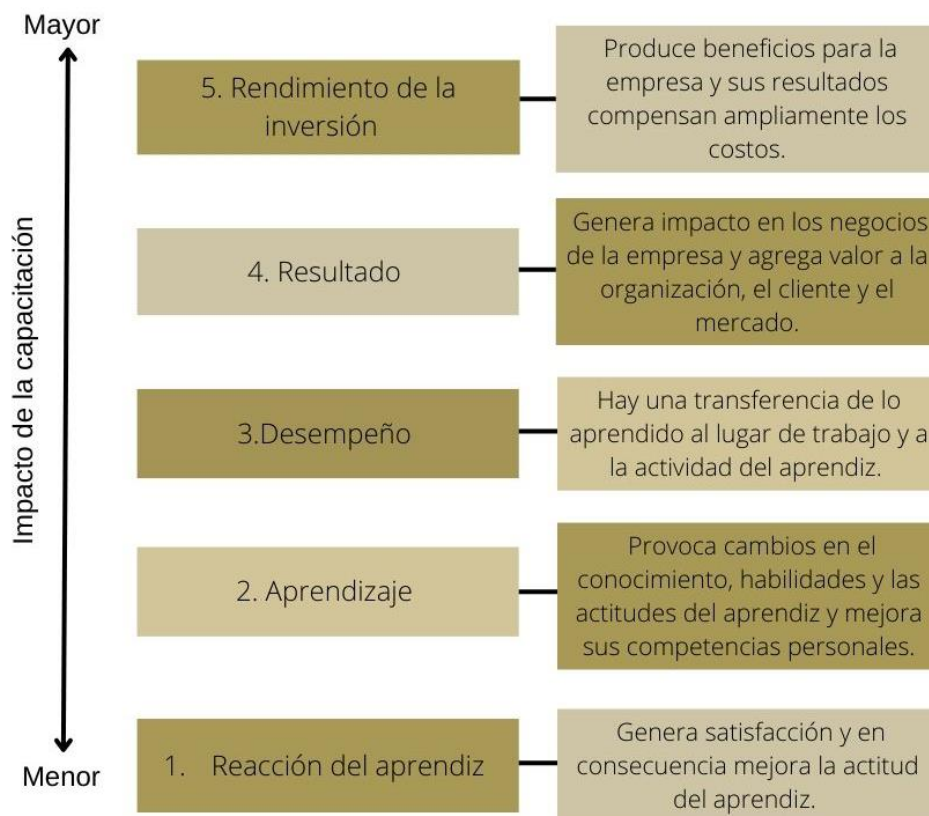 Mayor
Impacto de la capacitación
Menor
5. Rendimiento de la
inversión
Produce beneficios para la
empresa y sus resultados
compensan ampliamente los
costos.
4. Resultado
Genera impacto en los negocios
de la empresa y agrega valor a la
organización, el cliente y el
mercado.
3.Desempeño
Hay una transferencia de lo
aprendido al lugar de trabajo y a
la actividad del aprendiz.
2. Aprendizaje
Provoca cambios en el
conocimiento, habilidades y las
actitudes del aprendiz y mejora
sus competencias personales.
1. Reacción del aprendiz
Genera satisfacción y en
consecuencia mejora la actitud
del aprendiz.